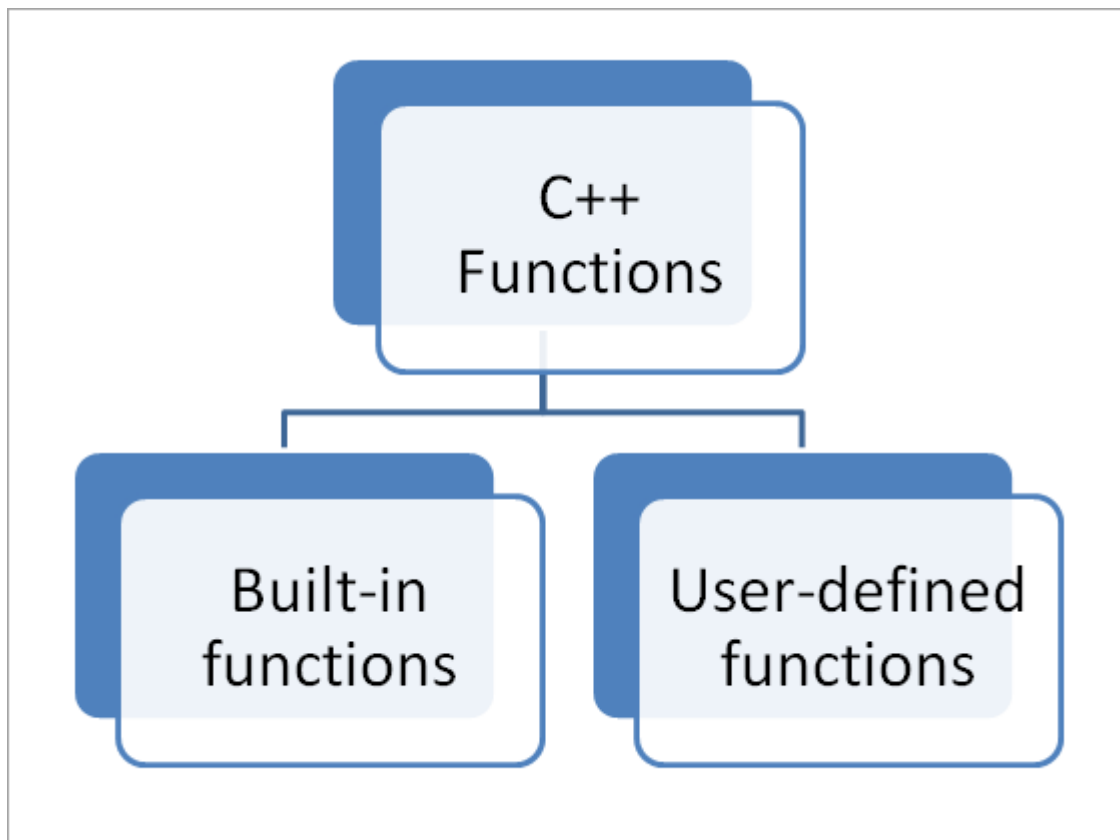 C++
Functions
Built-in
functions
User-defined
functions